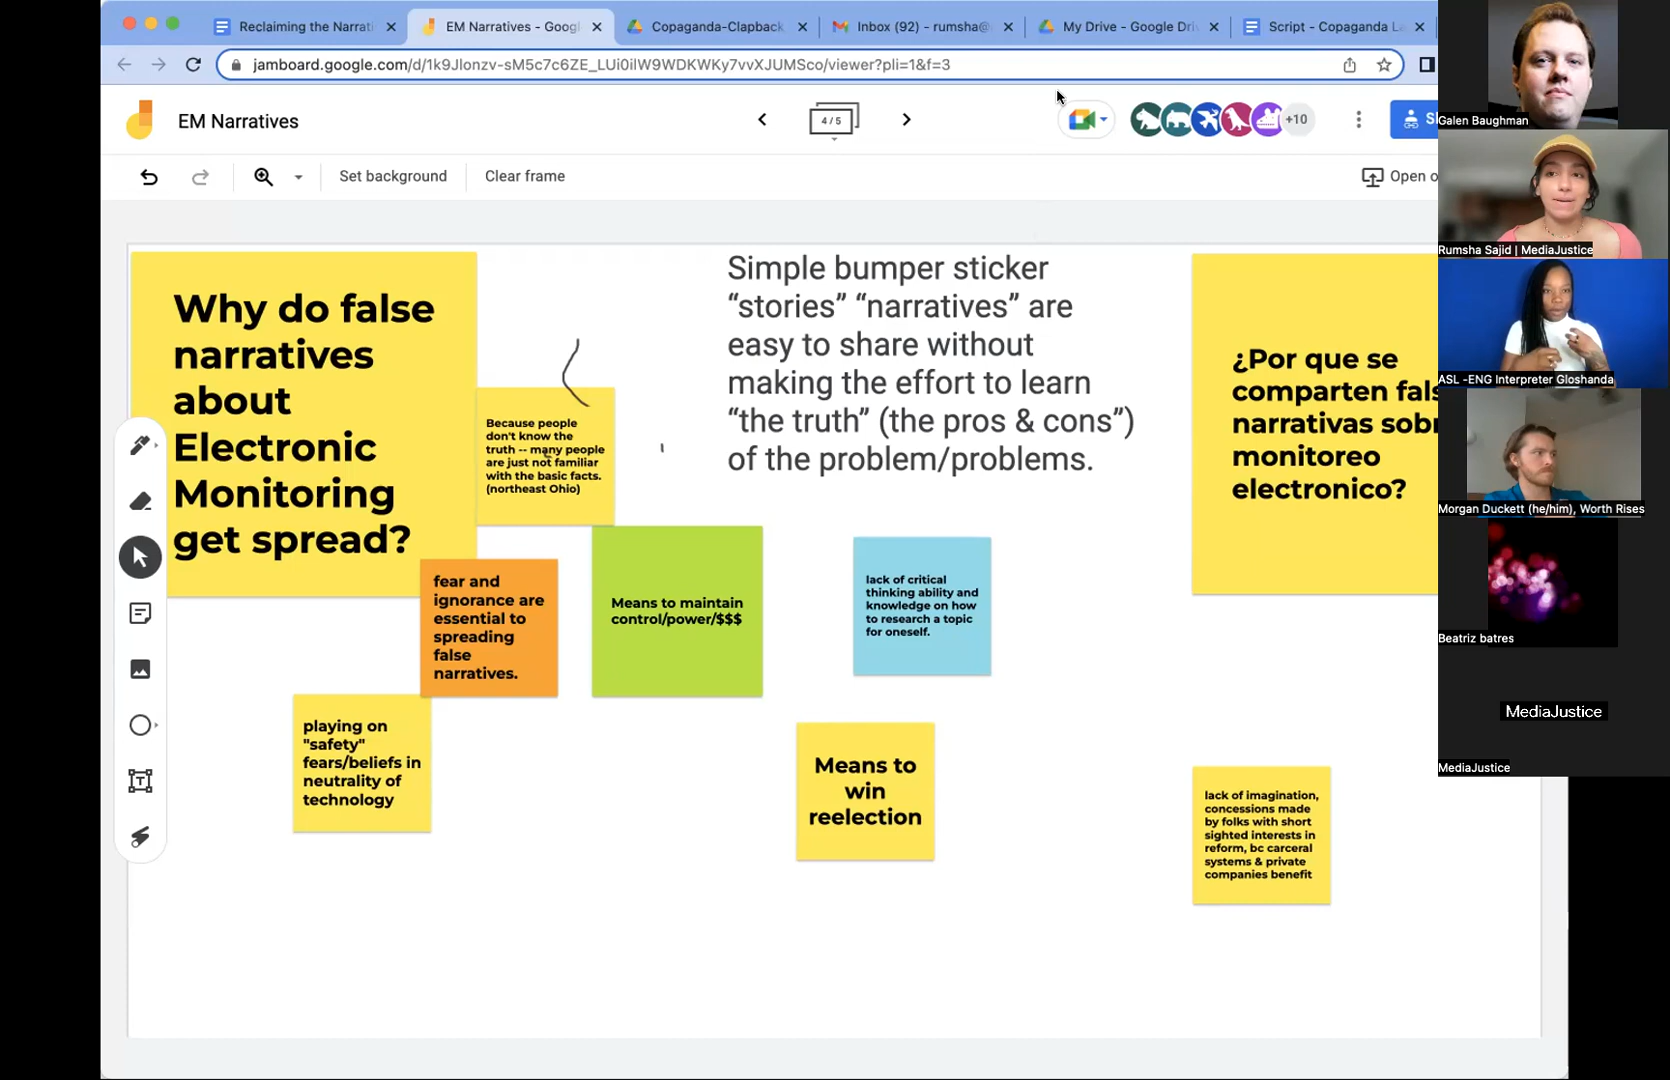 Reclaiming the Narrati
EM Narratives - Googl
Copaganda-Clapback
Inbox (92) - rumsha@
My Drive - Google Dri
Script - Copaganda La
jamboard.google.com/d/1k9Jlonzv-sM5c7c6ZE_LUi0ilW9WDKWKy7vvXJUMSco/viewer?pli=1&f=3
EM Narratives
4 / 5
+10
S
Set background
Clear frame
Open o
Why do false
narratives
about
Electronic
Monitoring
get spread?
Because people
don't know the
truth -- many people
are just not familiar
with the basic facts.
(northeast Ohio)
Simple bumper sticker
“stories” “narratives” are
easy to share without
making the effort to learn
“the truth” (the pros & cons”)
of the problem/problems.
¿Por que se
comparten fals
narrativas sobr
monitoreo
electronico?
fear and
ignorance are
essential to
spreading
false
narratives.
Means to maintain
control/power/$$$
lack of critical
thinking ability and
knowledge on how
to research a topic
for oneself.
playing on
"safety"
fears/beliefs in
neutrality of
technology
Means to
win
reelection
lack of imagination,
concessions made
by folks with short
sighted interests in
reform, bc carceral
systems & private
companies benefit
Galen Baughman
Rumsha Sajid | MediaJustice
ASL -ENG Interpreter Gloshanda
Morgan Duckett (he/him), Worth Rises
Beatriz batres
MediaJustice
MediaJustice